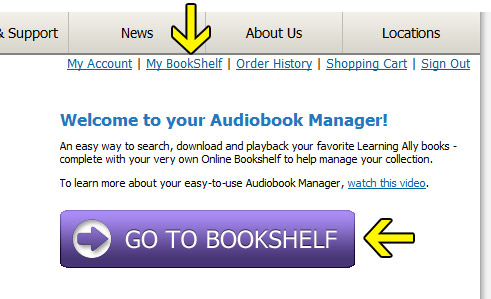 & Support News About Us Locations
My Account | My BookShelf | Order History | Shopping Cart | Sign Out
Welcome to your Audiobook Manager!
An easy way to search, download and playback your favorite Learning Ally books -
complete with your very own Online Bookshelf to help manage your collection.
To learn more about your easy-to-use Audiobook Manager, watch this video.
GO TO BOOKSHELF